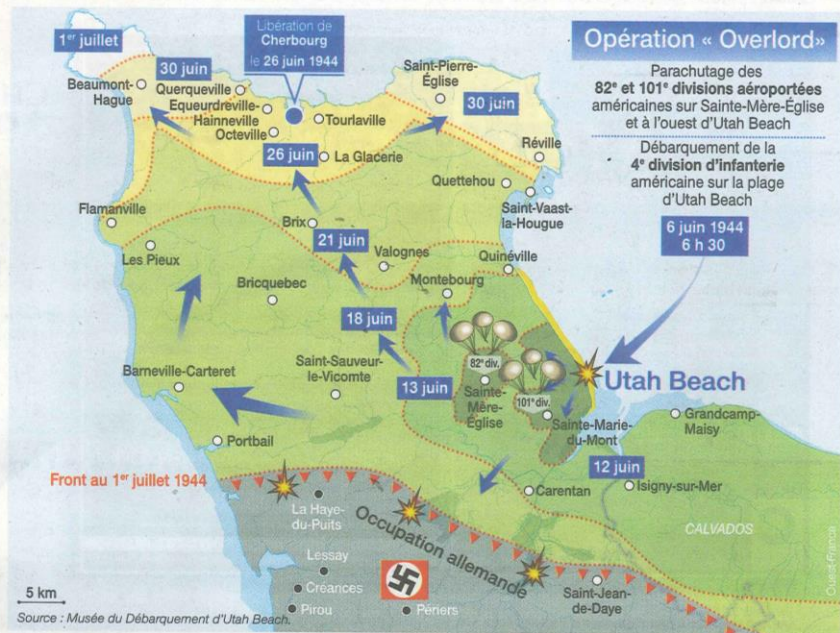 Opération « Overlord »
Parachutage des
82e et 101e divisions aéroportées
américaines sur Sainte-Mère-Église
et à l'ouest d'Utah Beach
Débarquement de la
4e division d'infanterie
américaine sur la plage
d'Utah Beach
6 juin 1944
6 h 30
Libération de
Cherbourg
le 26 juin 1944
1er juillet
30 juin
Beaumont-
Hague
Querqueville
Equeurdreville-
Hainneville
Octeville
Tourlaville
Saint-Pierre-
Église
30 juin
26 juin
La Glacerie
Réville
Quettehou
Saint-Vaast-
la-Hougue
Flamanville
Brix
21 juin
Les Pieux
Valognes
Quinéville
Bricquebec
Montebourg
18 juin
82e div.
Utah Beach
Barneville-Carteret
Saint-Sauveur-
le-Vicomte
13 juin
Sainte-
Mère-
Église
101e div.
Sainte-Marie-
du-Mont
Grandcamp-
Maisy
Portbail
12 juin
Front au 1er juillet 1944
Carentan
Isigny-sur-Mer
La Haye-
du-Puits
Occupation allemande
CALVADOS
Lessay
Créances
Pirou
Périers
Saint-Jean-
de-Daye
5 km
Source : Musée du Débarquement d'Utah Beach.
Ouest-France